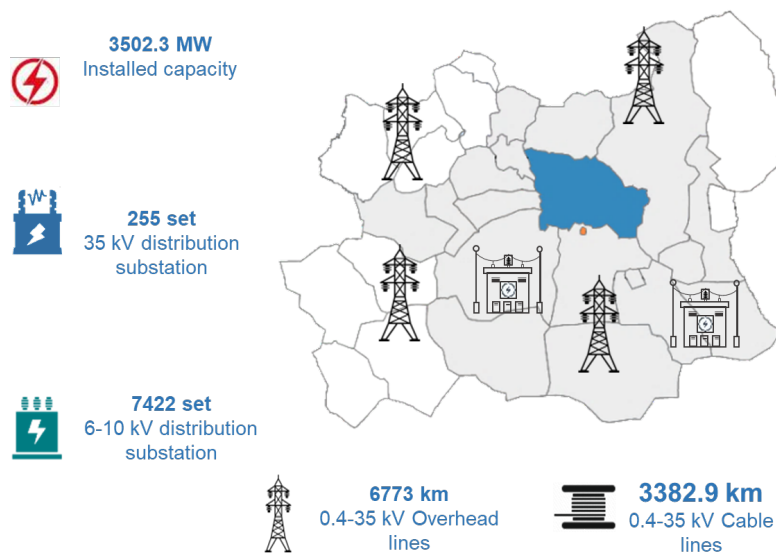 3502.3 MW
Installed capacity
255 set
35 kV distribution
substation
7422 set
6-10 kV distribution
substation
6773 km
0.4-35 kV Overhead
lines
3382.9 km
0.4-35 kV Cable
lines